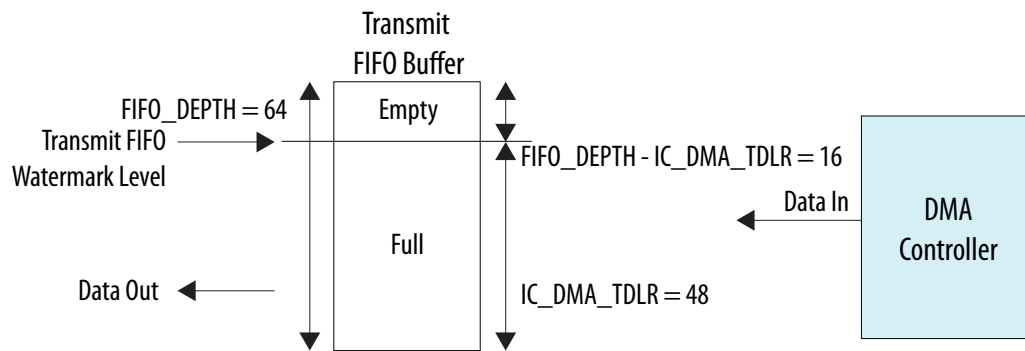 Transmit
FIFO Buffer
FIFO_DEPTH = 64
Empty
Transmit FIFO
Watermark Level
FIFO_DEPTH - IC_DMA_TDLR = 16
Data In
DMA
Controller
Full
Data Out
IC_DMA_TDLR = 48